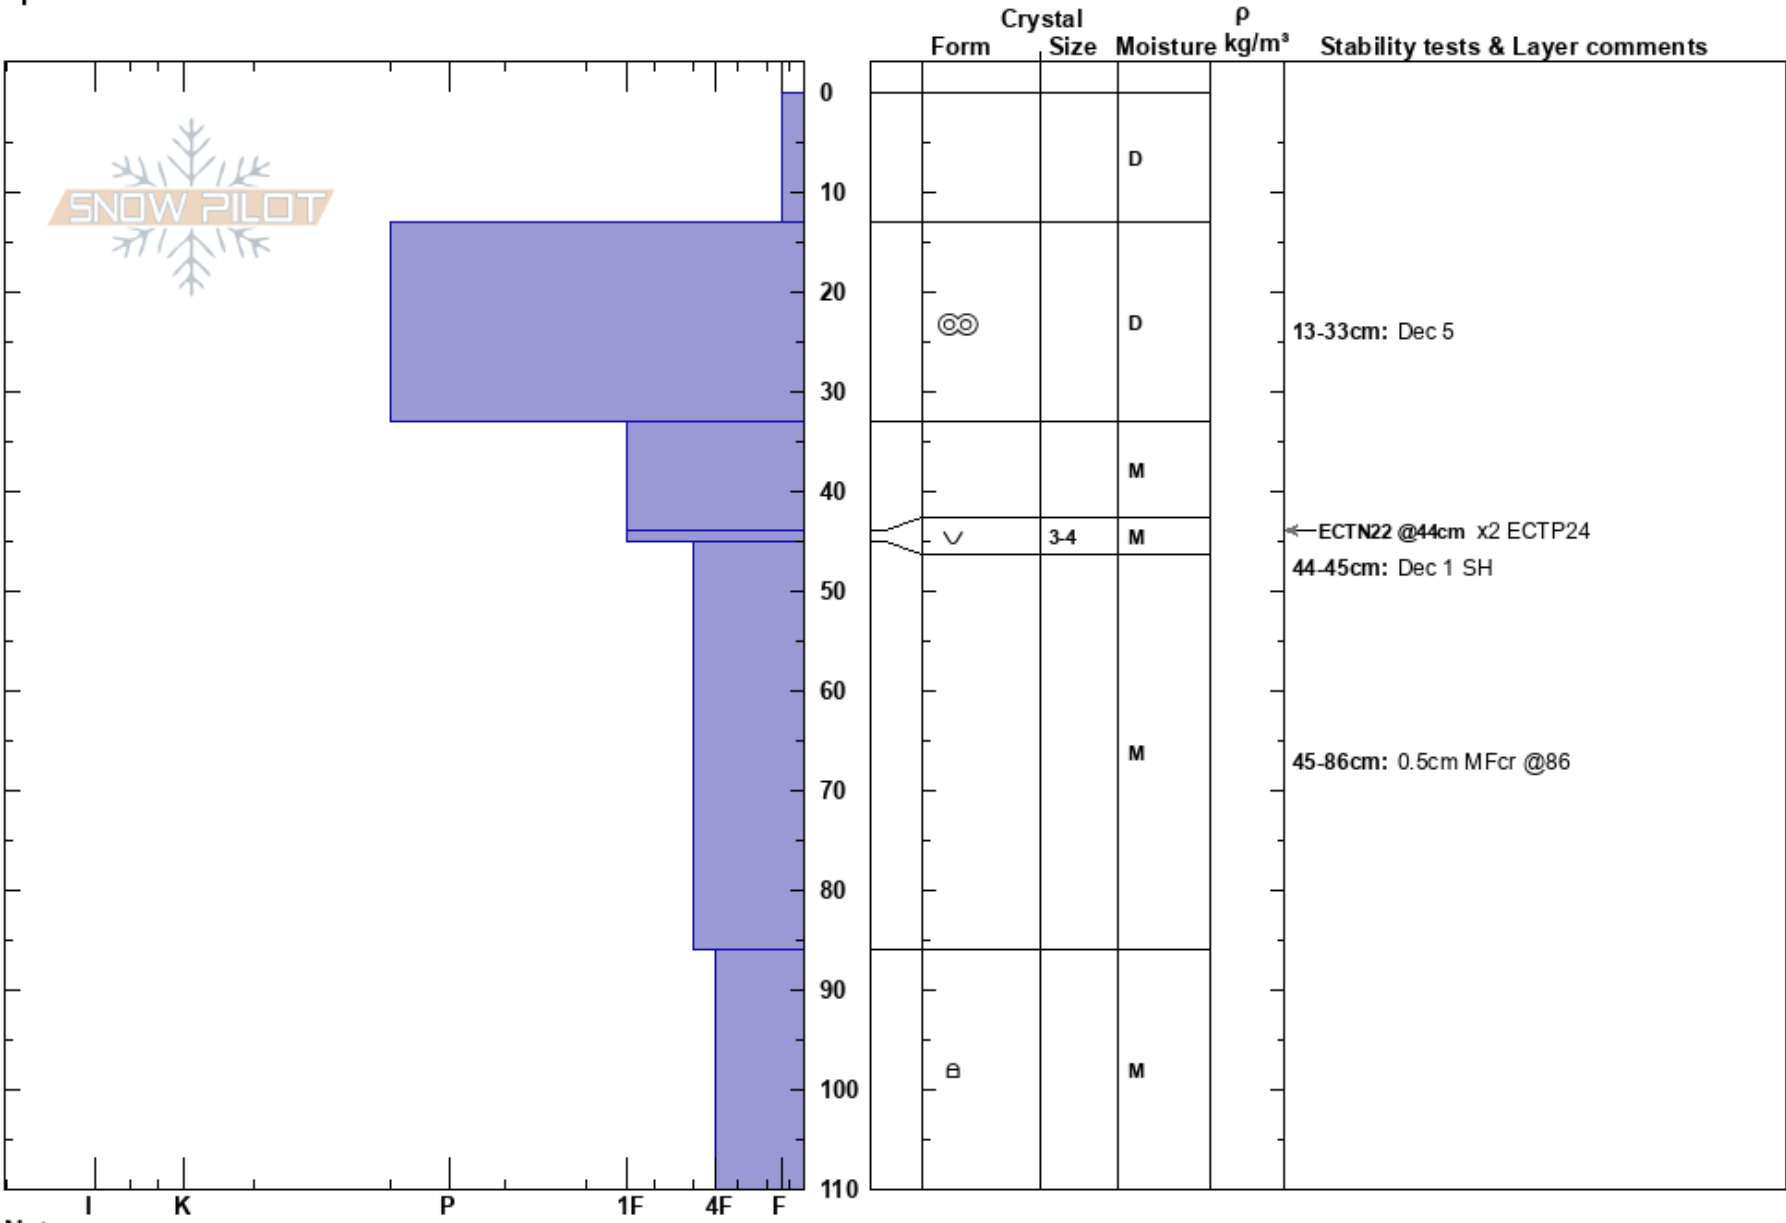 Crystal ρ
Form Size Moisture kg/m³ Stability tests & Layer comments
0
D
10
SNOW PILOT
20
D
13-33cm: Dec 5
30
M
40
ECTN22 @44cm x2 ECTP24
3-4 M
44-45cm: Dec 1 SH
50
60
M
45-86cm: 0.5cm MFcr @86
70
80
90
M
100
110
I K P 1F 4F F